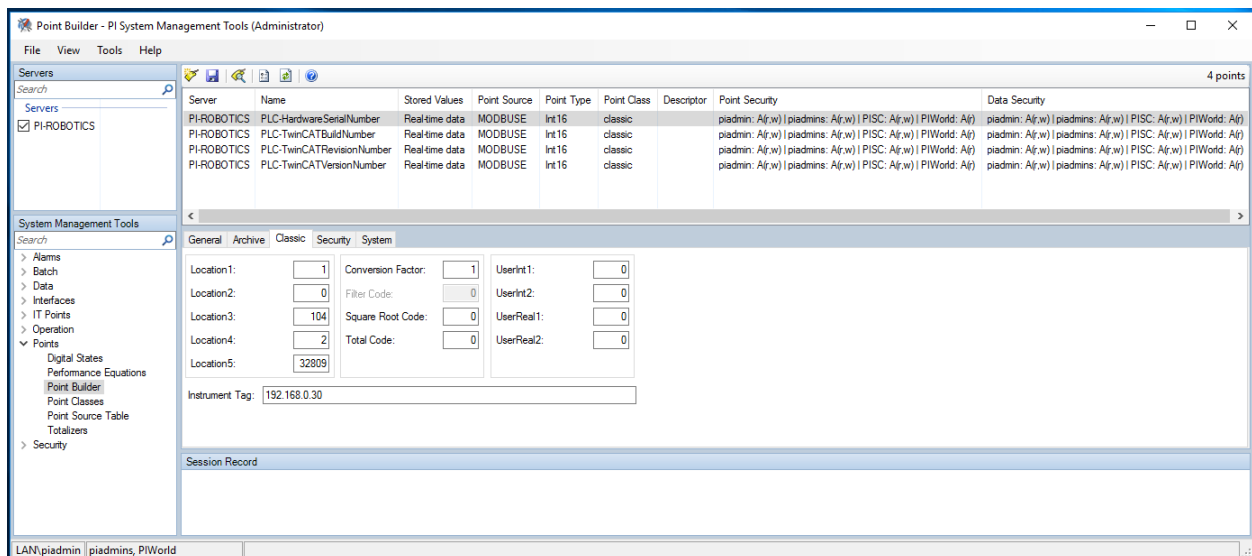 Point Builder - PI System Management Tools (Administrator)
File View Tools Help
Servers
Search
Servers
PI-ROBOTICS
4 points
Server Name Stored Values Point Source Point Type Point Class Descriptor Point Security Data Security
PI-ROBOTICS PLC-HardwareSerialNumber Real-time data MODBUSE Int16 classic piadmin: A(r,w) | piadmins: A(r,w) | PISC: A(r,w) | PIWorld: A(r) piadmin: A(r,w) | piadmins: A(r,w) | PISC: A(r,w) | PIWorld: A(r)
PI-ROBOTICS PLC-TwinCATBuildNumber Real-time data MODBUSE Int16 classic piadmin: A(r,w) | piadmins: A(r,w) | PISC: A(r,w) | PIWorld: A(r) piadmin: A(r,w) | piadmins: A(r,w) | PISC: A(r,w) | PIWorld: A(r)
PI-ROBOTICS PLC-TwinCATRevisionNumber Real-time data MODBUSE Int16 classic piadmin: A(r,w) | piadmins: A(r,w) | PISC: A(r,w) | PIWorld: A(r) piadmin: A(r,w) | piadmins: A(r,w) | PISC: A(r,w) | PIWorld: A(r)
PI-ROBOTICS PLC-TwinCATVersionNumber Real-time data MODBUSE Int16 classic piadmin: A(r,w) | piadmins: A(r,w) | PISC: A(r,w) | PIWorld: A(r) piadmin: A(r,w) | piadmins: A(r,w) | PISC: A(r,w) | PIWorld: A(r)
System Management Tools
Search
Alarms
Batch
Data
Interfaces
IT Points
Operation
Points
Digital States
Performance Equations
Point Builder
Point Classes
Point Source Table
Totalizers
Security
General Archive Classic Security System
Location1: 1 Conversion Factor: 1 UserInt1: 0
Location2: 0 Filter Code: 0 UserInt2: 0
Location3: 104 Square Root Code: 0 UserReal1: 0
Location4: 2 Total Code: 0 UserReal2: 0
Location5: 32809
Instrument Tag: 192.168.0.30
Session Record
LAN\piadmin piadmins, PIWorld